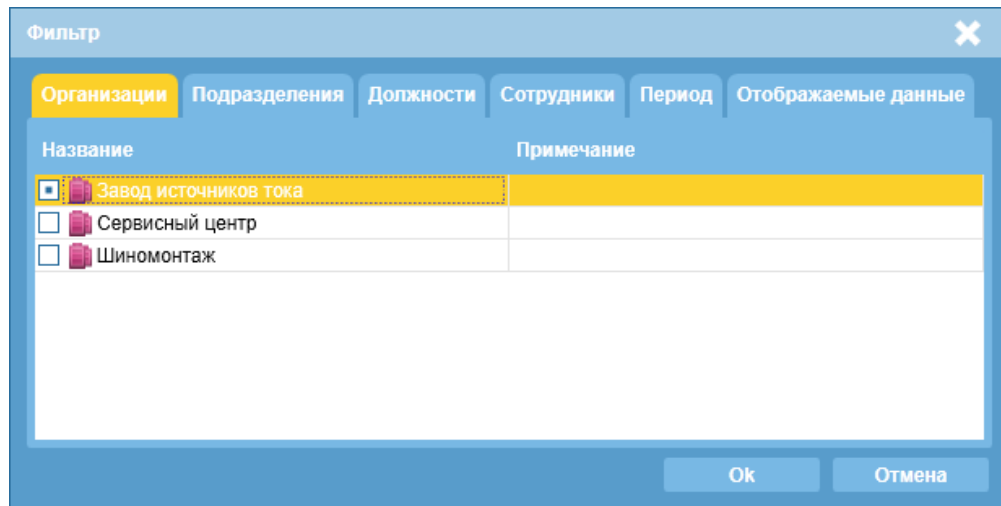 Фильтр
Организации Подразделения Должности Сотрудники Период Отображаемые данные
Название Примечание
Завод источников тока
Сервисный центр
Шиномонтаж
Ok Отмена